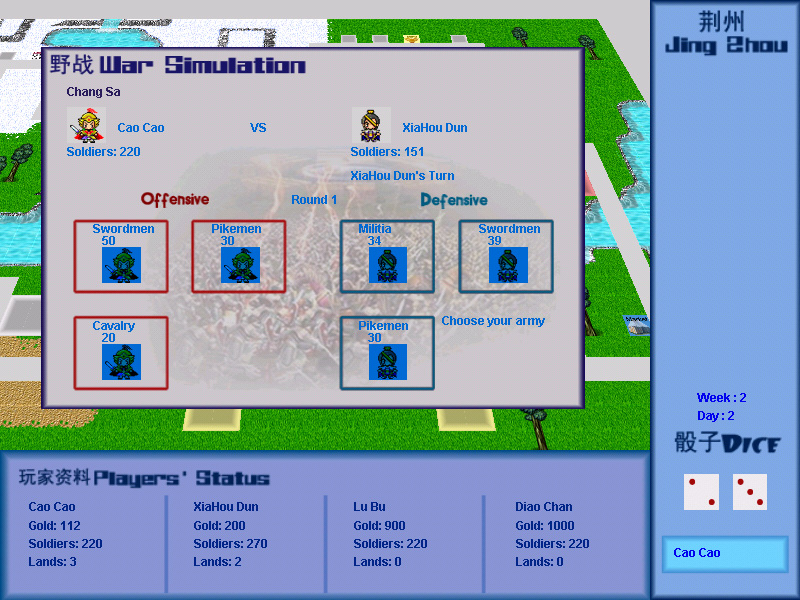 荆州
Jing Zhou
野战 War Simulation
Chang Sa
Cao Cao
VS
XiaHou Dun
Soldiers: 220
Soldiers: 151
XiaHou Dun's Turn
Offensive
Round 1
Defensive
Swordmen
50
Pikemen
30
Militia
34
Swordmen
39
Cavalry
20
Pikemen
30
Choose your army
Week : 2
Day : 2
骰子 Dice
Cao Cao
玩家资料 Players' Status
Cao Cao
Gold: 112
Soldiers: 220
Lands: 3
XiaHou Dun
Gold: 200
Soldiers: 270
Lands: 2
Lu Bu
Gold: 900
Soldiers: 220
Lands: 0
Diao Chan
Gold: 1000
Soldiers: 220
Lands: 0